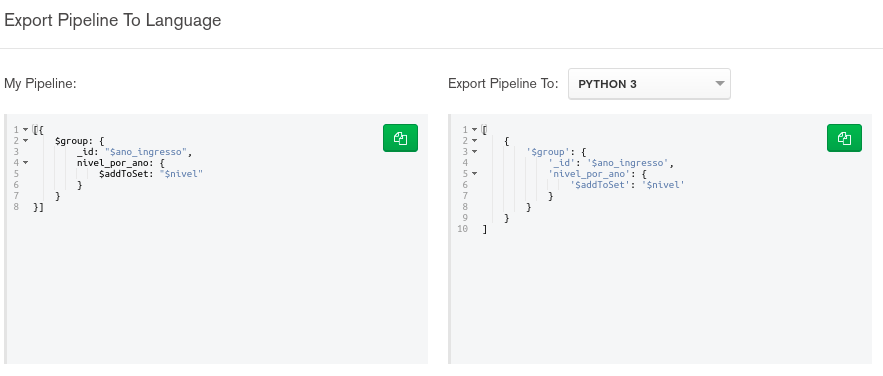 Export Pipeline To Language
My Pipeline:
1 [{
2 $group: {
3 _id: "$ano_ingresso",
4 nivel_por_ano: {
5 $addToSet: "$nivel"
6 }
7 }
8 }]
Export Pipeline To: PYTHON 3
1 [
2 {
3 '$group': {
4 '_id': '$ano_ingresso',
5 'nivel_por_ano': {
6 '$addToSet': '$nivel'
7 }
8 }
9 }
10 ]